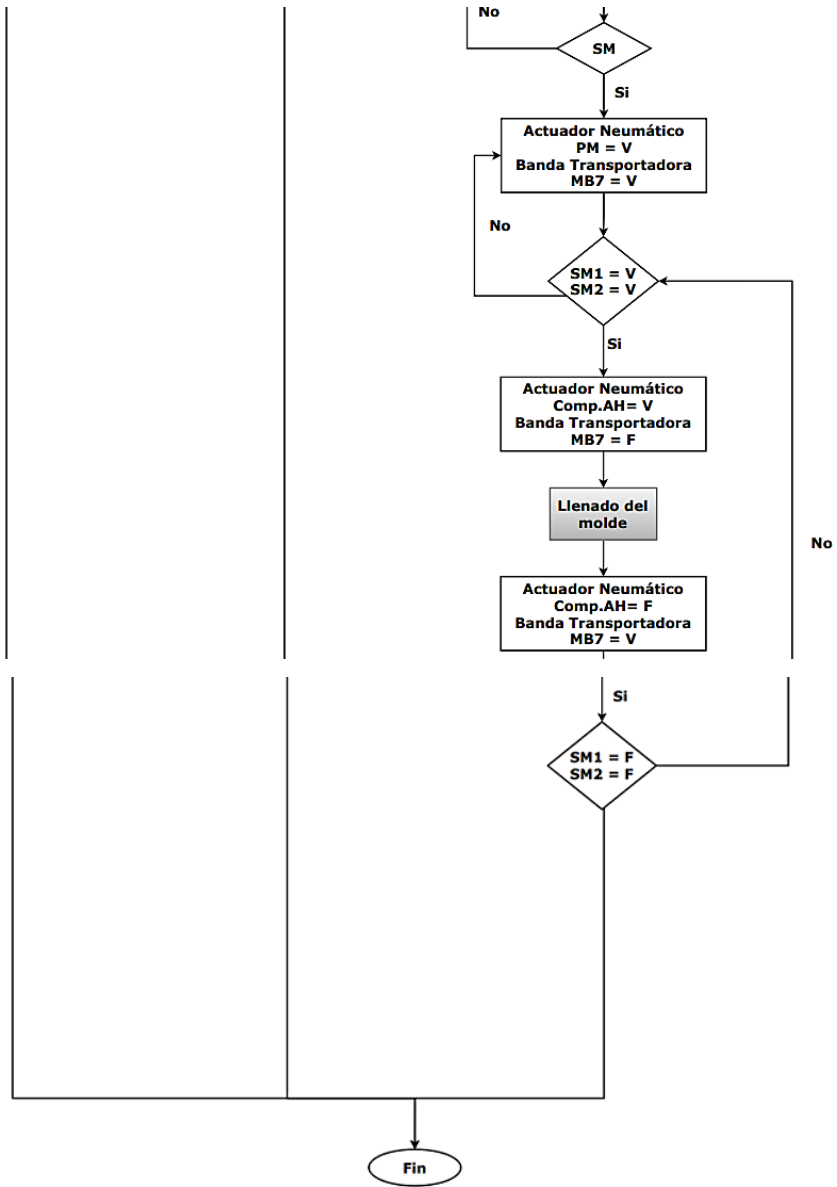 No
SM
Si
Actuador Neumático
PM = V
Banda Transportadora
MB7 = V
No
SM1 = V
SM2 = V
Si
Actuador Neumático
Comp.AH= V
Banda Transportadora
MB7 = F
Llenado del
molde
No
Actuador Neumático
Comp.AH= F
Banda Transportadora
MB7 = V
Si
SM1 = F
SM2 = F
Fin